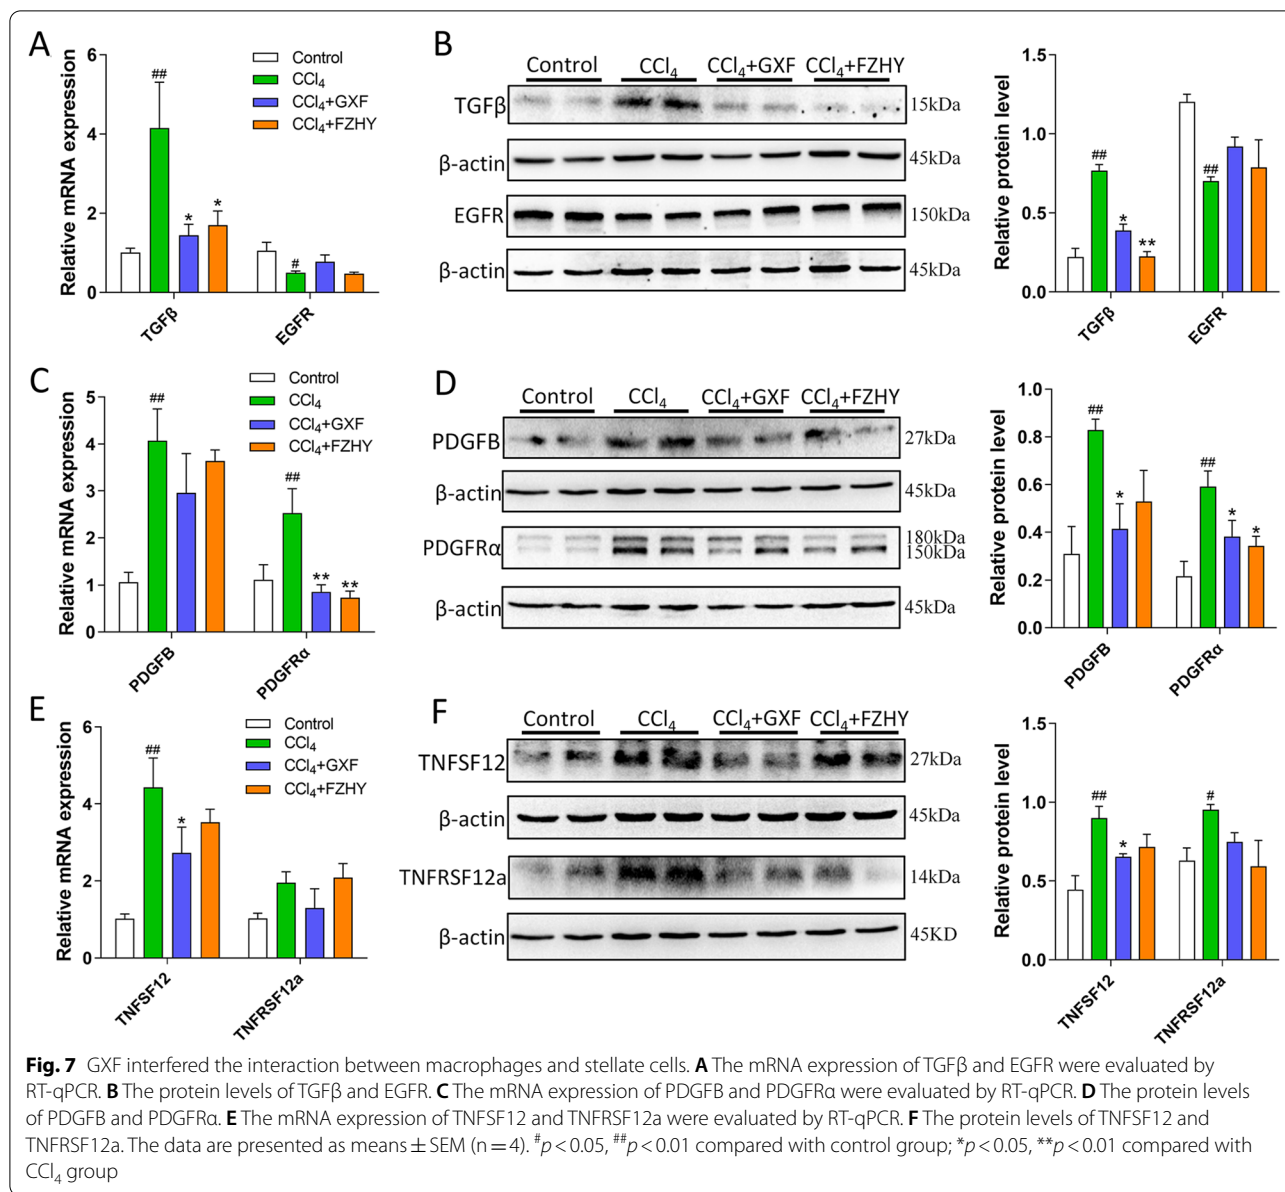 A
Relative mRNA expression
6
4
2
0
Control
CCl₄
CCl₄+GXF
CCl₄+FZHY
##
*
*
#
TGFβ
EGFR
B
Control
CCl₄
CCl₄+GXF
CCl₄+FZHY
TGFβ
15kDa
β-actin
45kDa
EGFR
150kDa
β-actin
45kDa
Relative protein level
1.5
1.0
0.5
0.0
##
*
**
##
TGFβ
EGFR
C
Relative mRNA expression
5
4
3
2
1
0
Control
CCl₄
CCl₄+GXF
CCl₄+FZHY
##
##
**
**
PDGFB
PDGFRα
D
Control
CCl₄
CCl₄+GXF
CCl₄+FZHY
PDGFB
27kDa
β-actin
45kDa
PDGFRα
180kDa
150kDa
β-actin
45kDa
Relative protein level
1.0
0.8
0.6
0.4
0.2
0.0
##
*
##
*
*
PDGFB
PDGFRα
E
Relative mRNA expression
6
4
2
0
Control
CCl₄
CCl₄+GXF
CCl₄+FZHY
##
*
TNFSF12
TNFRSF12a
F
Control
CCl₄
CCl₄+GXF
CCl₄+FZHY
TNFSF12
27kDa
β-actin
45kDa
TNFRSF12a
14kDa
β-actin
45KD
Relative protein level
1.5
1.0
0.5
0.0
##
*
#
TNFSF12
TNFRSF12a
Fig. 7 GXF interfered the interaction between macrophages and stellate cells. A The mRNA expression of TGFβ and EGFR were evaluated by
RT-qPCR. B The protein levels of TGFβ and EGFR. C The mRNA expression of PDGFB and PDGFRα were evaluated by RT-qPCR. D The protein levels
of PDGFB and PDGFRα. E The mRNA expression of TNFSF12 and TNFRSF12a were evaluated by RT-qPCR. F The protein levels of TNFSF12 and
TNFRSF12a. The data are presented as means ± SEM (n = 4). #p < 0.05, ##p < 0.01 compared with control group; *p < 0.05, **p < 0.01 compared with
CCl₄ group